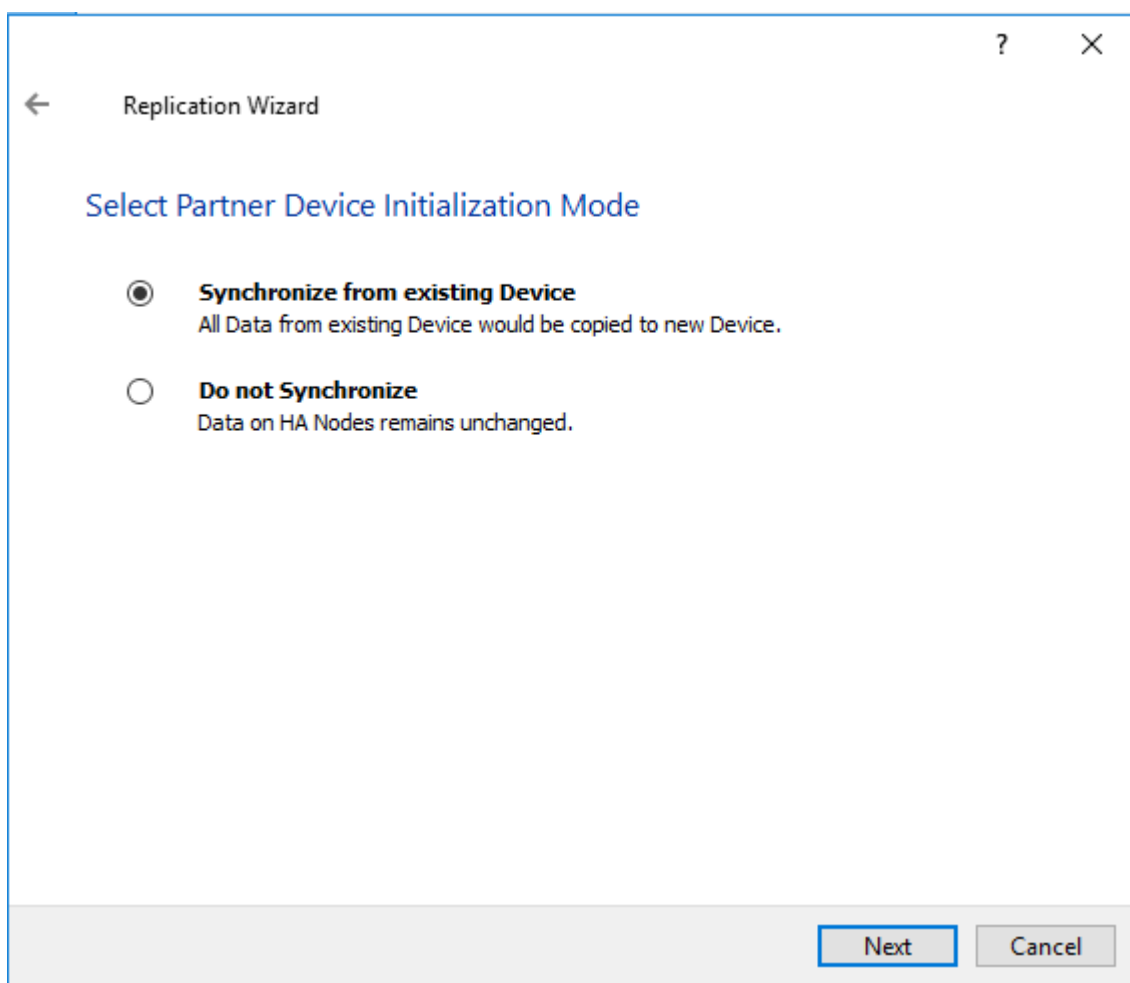 ?
Replication Wizard
Select Partner Device Initialization Mode
Synchronize from existing Device
All Data from existing Device would be copied to new Device.
Do not Synchronize
Data on HA Nodes remains unchanged.
Next Cancel